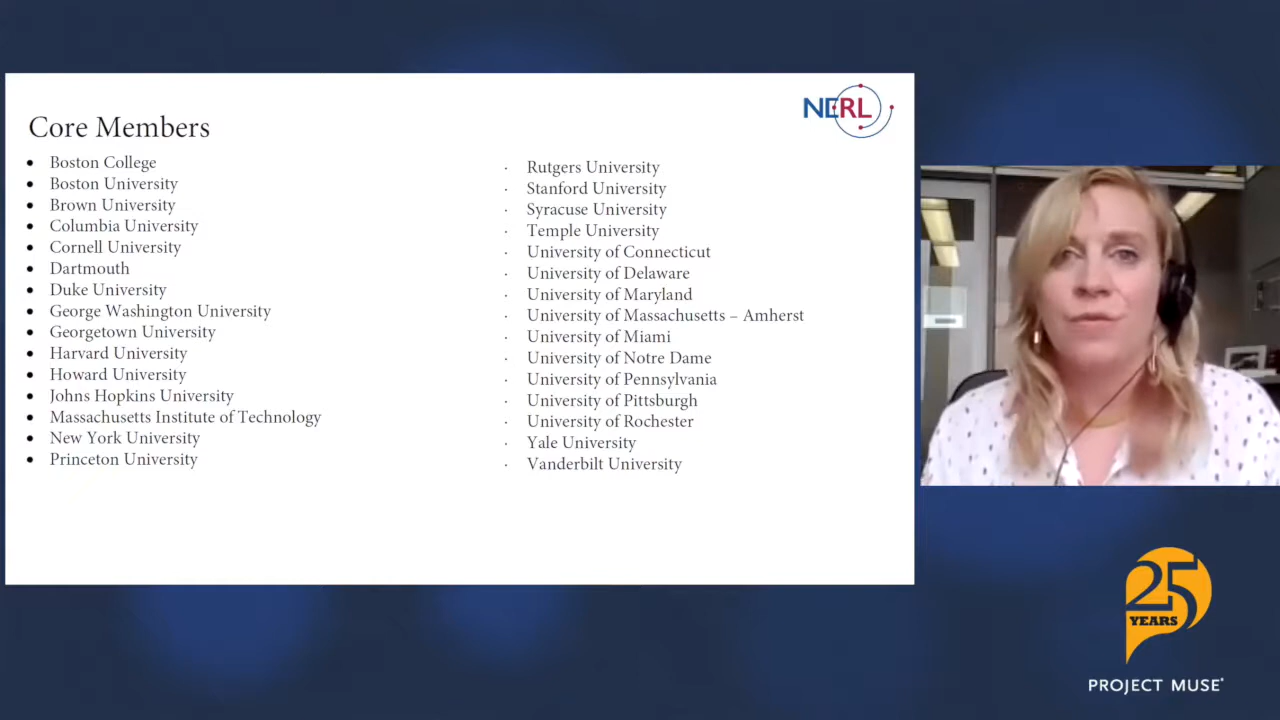 NERL
Core Members
• Boston College
• Boston University
• Brown University
• Columbia University
• Cornell University
• Dartmouth
• Duke University
• George Washington University
• Georgetown University
• Harvard University
• Howard University
• Johns Hopkins University
• Massachusetts Institute of Technology
• New York University
• Princeton University
· Rutgers University
· Stanford University
· Syracuse University
· Temple University
· University of Connecticut
· University of Delaware
· University of Maryland
· University of Massachusetts – Amherst
· University of Miami
· University of Notre Dame
· University of Pennsylvania
· University of Pittsburgh
· University of Rochester
· Yale University
· Vanderbilt University
25
YEARS
PROJECT MUSE